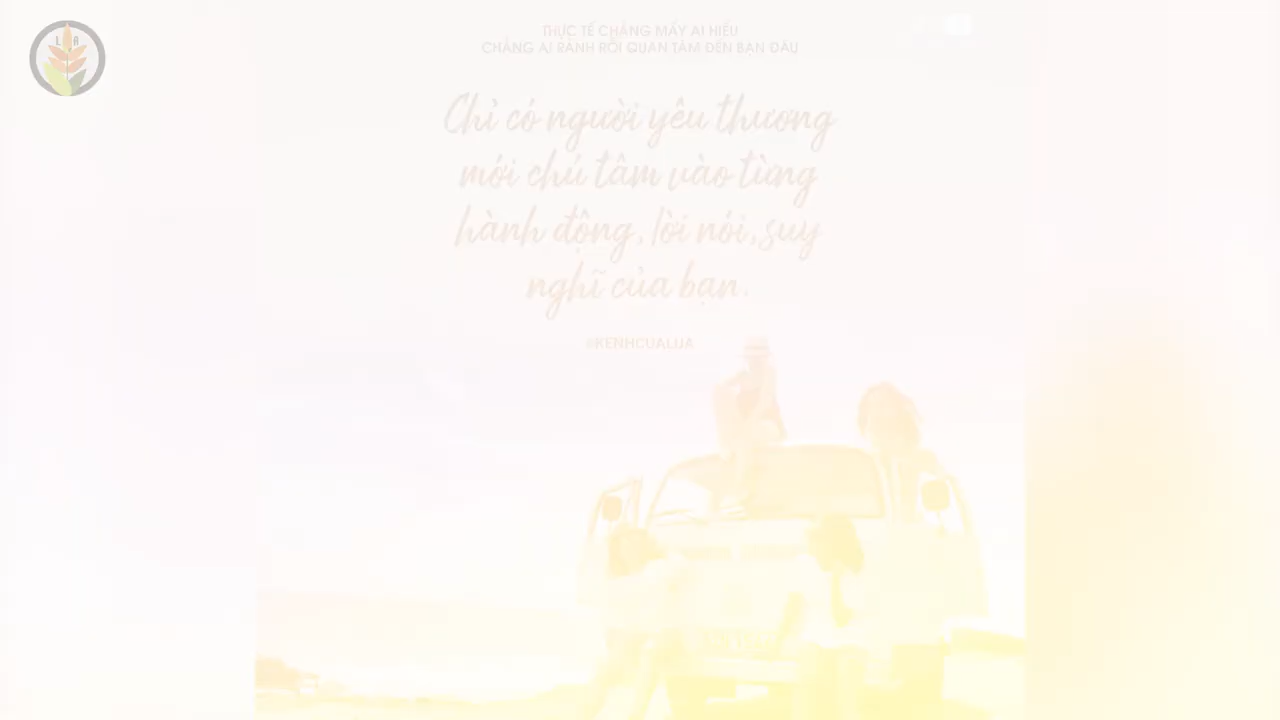 L A
THỰC TẾ CHẲNG MẤY AI HIỂU
CHẲNG AI RẢNH RỖI QUAN TÂM ĐẾN BẠN ĐÂU
Chỉ có người yêu thương
mới chú tâm vào từng
hành động, lời nói, suy
nghĩ của bạn.
@KENHCUALUA